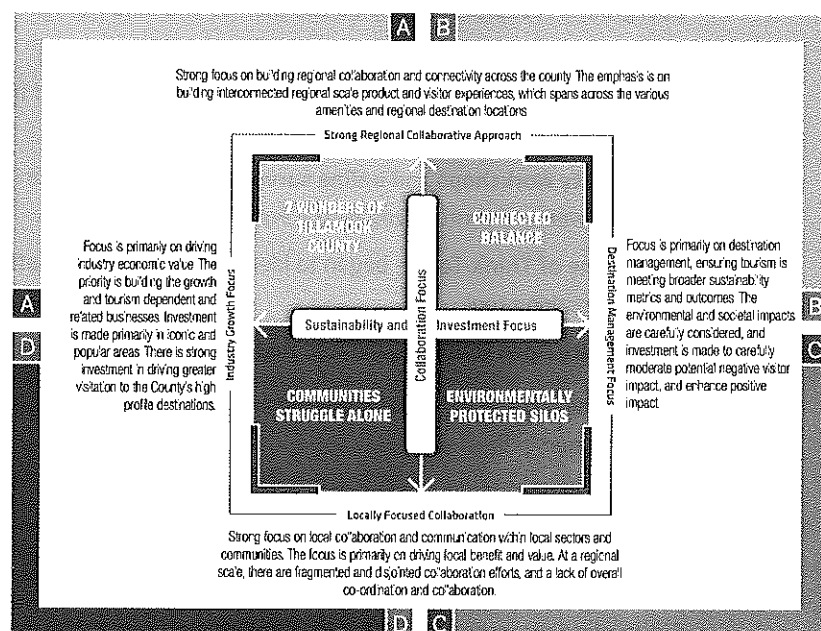 A B
Strong focus on building regional collaboration and connectivity across the county. The emphasis is on
building interconnected regional scale product and visitor experiences, which spans across the various
amenities and regional destination locations
Strong Regional Collaborative Approach
7 WONDERS OF
TILLAMOOK
COUNTY
CONNECTED
BALANCE
Focus is primarily on driving
industry economic value. The
priority is building the growth
and tourism dependent and
related businesses. Investment
is made primarily in iconic and
popular areas. There is strong
investment in driving greater
visitation to the County's high
profile destinations.
Industry Growth Focus
Sustainability and Investment Focus
Collaboration Focus
Destination Management Focus
Focus is primarily on destination
management, ensuring tourism is
meeting broader sustainability
metrics and outcomes. The
environmental and societal impacts
are carefully considered, and
investment is made to carefully
moderate potential negative visitor
impact, and enhance positive
impact.
A
D
B
C
COMMUNITIES
STRUGGLE ALONE
ENVIRONMENTALLY
PROTECTED SILOS
Locally Focused Collaboration
Strong focus on local collaboration and communication within local sectors and
communities. The focus is primarily on driving local benefit and value. At a regional
scale, there are fragmented and disjointed collaboration efforts, and a lack of overall
co-ordination and collaboration.
D C